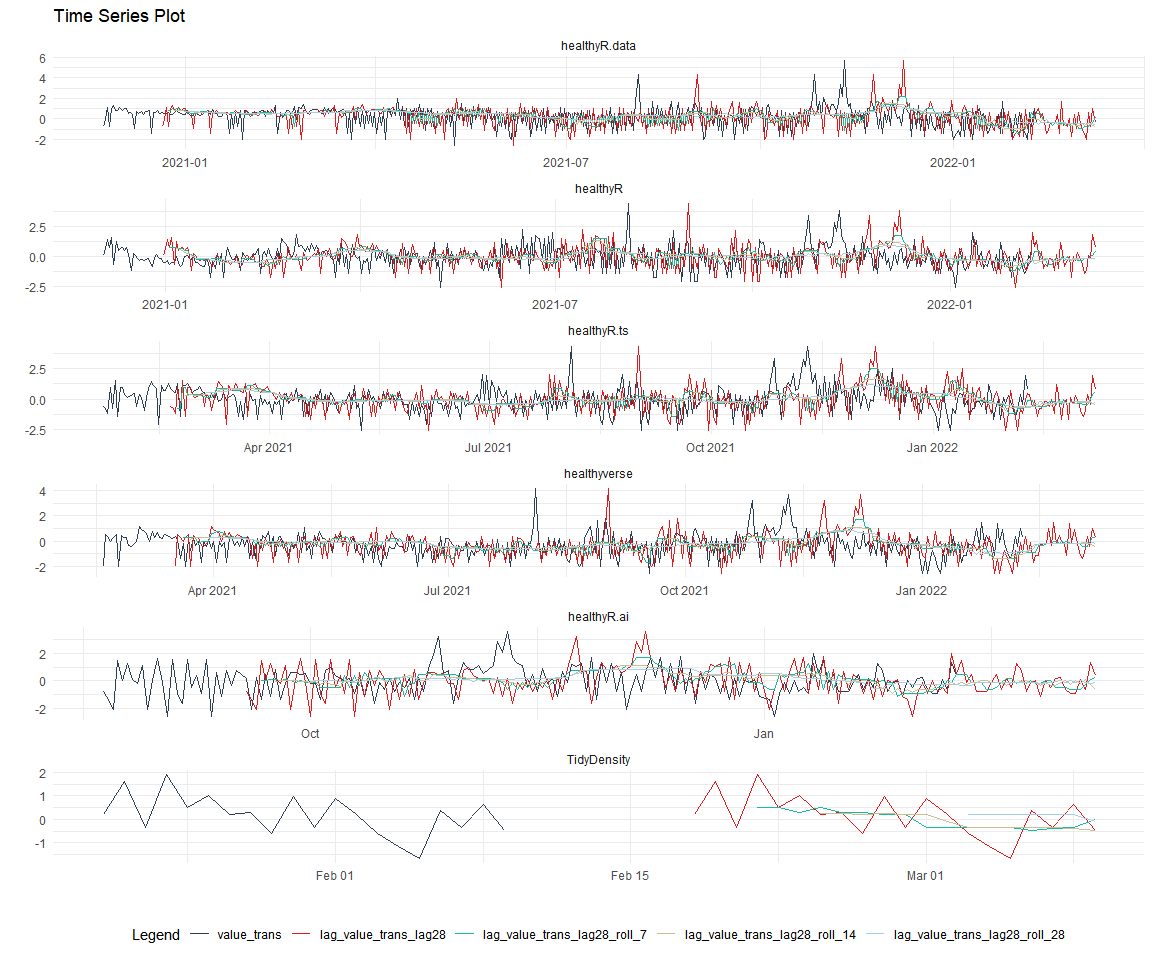 Time Series Plot
healthyR.data
6
4
2
0
-2
2021-01 2021-07 2022-01
healthyR
2.5
0.0
-2.5
2021-01 2021-07 2022-01
healthyR.ts
2.5
0.0
-2.5
Apr 2021 Jul 2021 Oct 2021 Jan 2022
healthyverse
4
2
0
-2
Apr 2021 Jul 2021 Oct 2021 Jan 2022
healthyR.ai
2
0
-2
Oct Jan
TidyDensity
2
1
0
-1
Feb 01 Feb 15 Mar 01
Legend value_trans lag_value_trans_lag28 lag_value_trans_lag28_roll_7 lag_value_trans_lag28_roll_14 lag_value_trans_lag28_roll_28